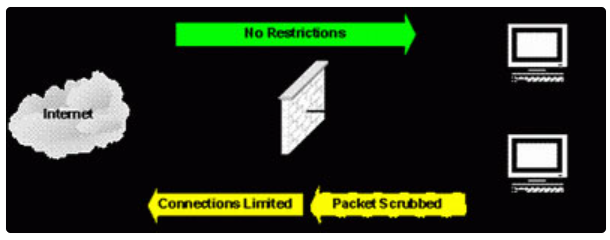 No Restrictions
Internet
Connections Limited
Packet Scrubbed